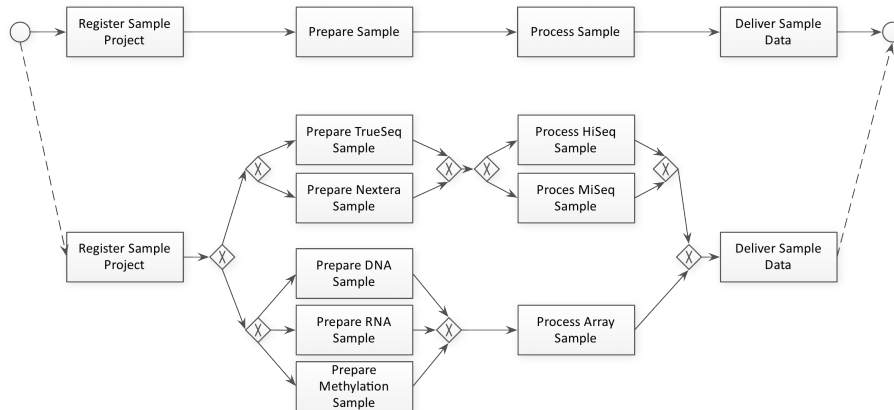 Register Sample
Project
Prepare Sample
Process Sample
Deliver Sample
Data
Prepare TrueSeq
Sample
X
Prepare Nextera
Sample
X
X
Process HiSeq
Sample
Proces MiSeq
Sample
X
Register Sample
Project
X
Prepare DNA
Sample
X
Prepare RNA
Sample
Prepare
Methylation
Sample
X
Process Array
Sample
X
Deliver Sample
Data